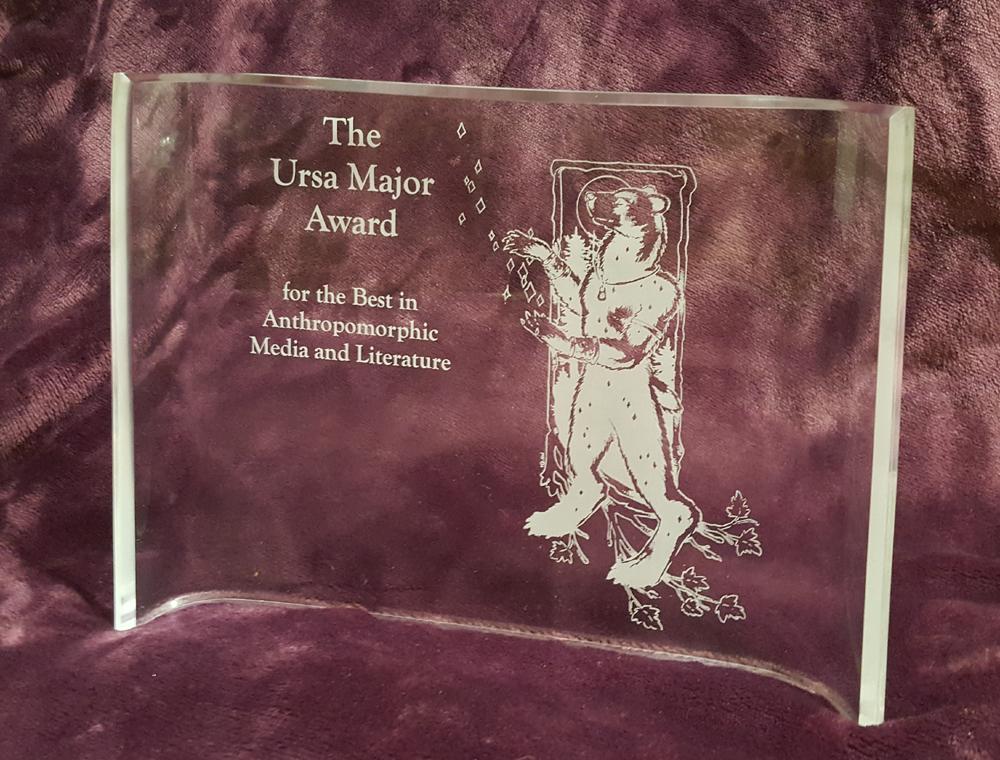 The
Ursa Major
Award
for the Best in
Anthropomorphic
Media and Literature